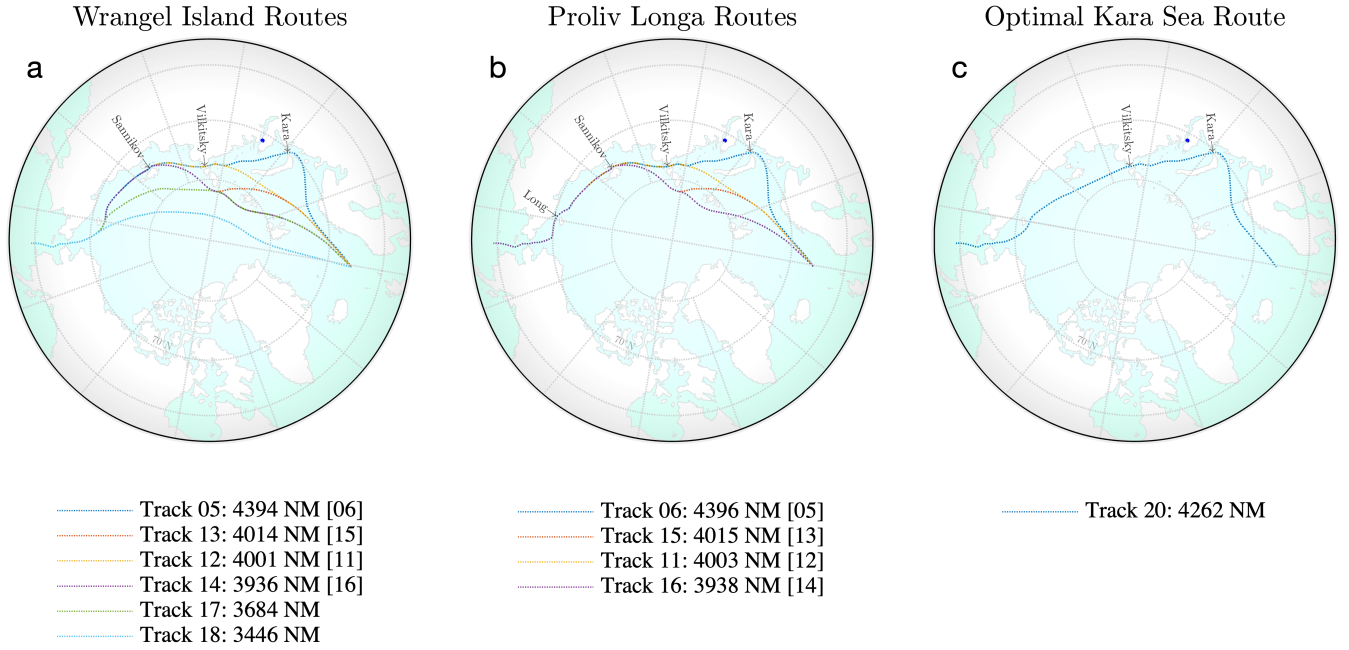 Wrangel Island Routes
Proliv Longa Routes
Optimal Kara Sea Route
a
Sannikov
Vilkitsky
Kara
70°N
b
Long
Sannikov
Vilkitsky
Kara
70°N
c
Vilkitsky
Kara
70°N
Track 05: 4394 NM [06]
Track 13: 4014 NM [15]
Track 12: 4001 NM [11]
Track 14: 3936 NM [16]
Track 17: 3684 NM
Track 18: 3446 NM
Track 06: 4396 NM [05]
Track 15: 4015 NM [13]
Track 11: 4003 NM [12]
Track 16: 3938 NM [14]
Track 20: 4262 NM